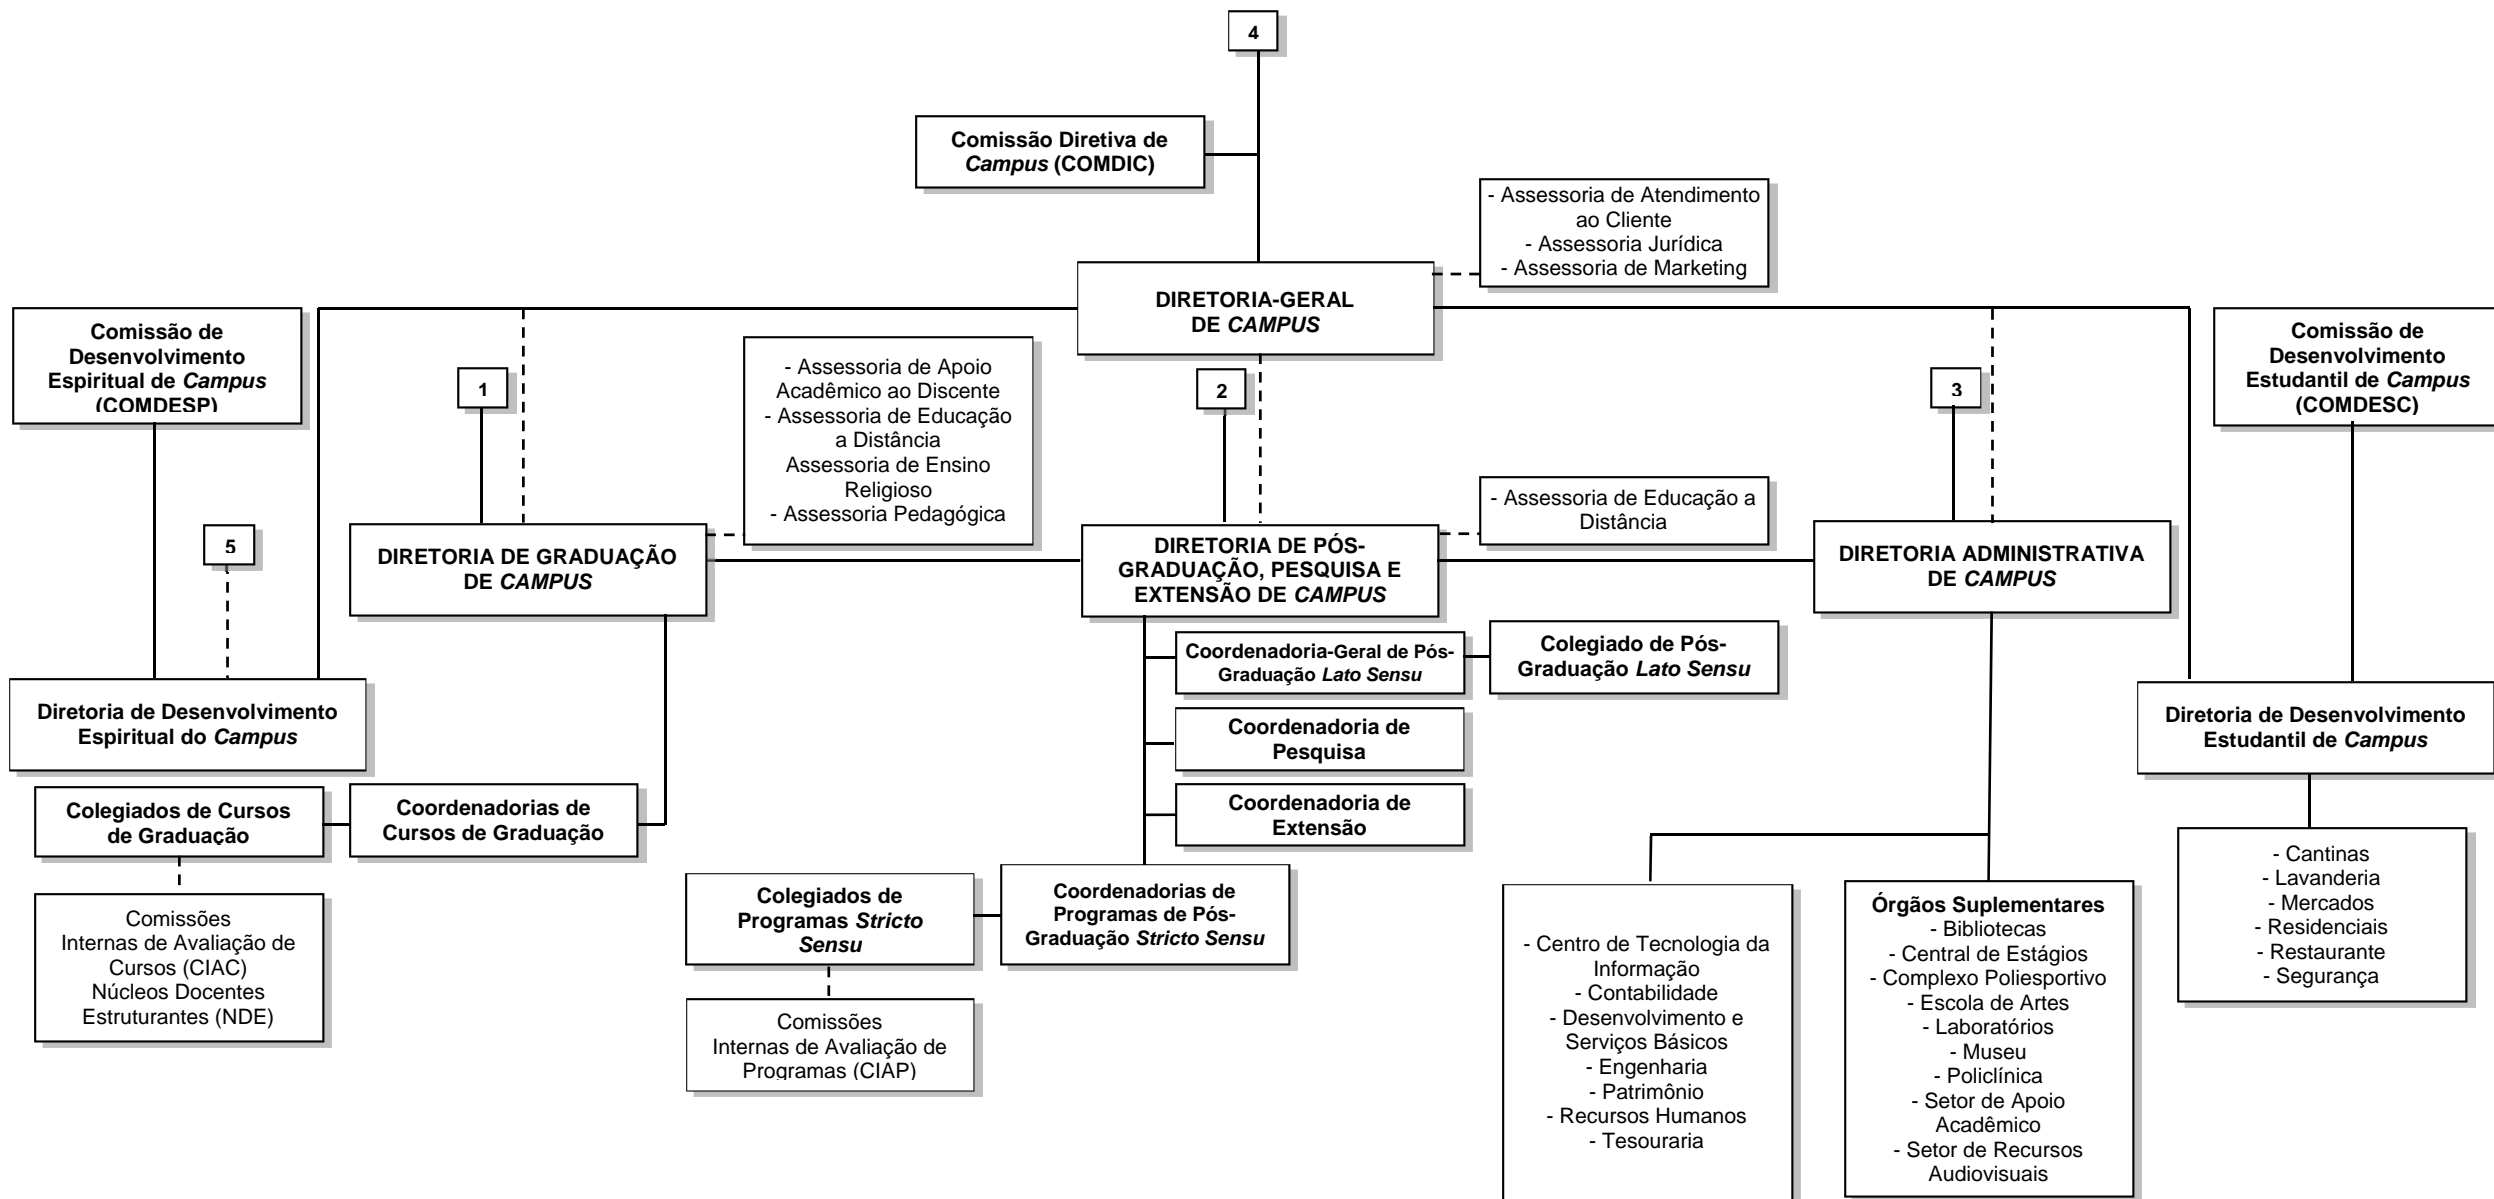 4
Comissão Diretiva de
Campus (COMDIC)
- Assessoria de Atendimento
ao Cliente
- Assessoria Jurídica
- Assessoria de Marketing
DIRETORIA-GERAL
DE CAMPUS
Comissão de
Desenvolvimento
Espiritual de Campus
(COMDESP)
1
- Assessoria de Apoio
Acadêmico ao Discente
- Assessoria de Educação
a Distância
Assessoria de Ensino
Religioso
- Assessoria Pedagógica
2
3
Comissão de
Desenvolvimento
Estudantil de Campus
(COMDESC)
- Assessoria de Educação a
Distância
5
DIRETORIA DE GRADUAÇÃO
DE CAMPUS
DIRETORIA DE PÓS-
GRADUAÇÃO, PESQUISA E
EXTENSÃO DE CAMPUS
DIRETORIA ADMINISTRATIVA
DE CAMPUS
Coordenadoria-Geral de Pós-
Graduação Lato Sensu
Colegiado de Pós-
Graduação Lato Sensu
Diretoria de Desenvolvimento
Espiritual do Campus
Coordenadoria de
Pesquisa
Diretoria de Desenvolvimento
Estudantil de Campus
Colegiados de Cursos
de Graduação
Coordenadorias de
Cursos de Graduação
Coordenadoria de
Extensão
Colegiados de
Programas Stricto
Sensu
Coordenadorias de
Programas de Pós-
Graduação Stricto Sensu
Comissões
Internas de Avaliação de
Cursos (CIAC)
Núcleos Docentes
Estruturantes (NDE)
Comissões
Internas de Avaliação de
Programas (CIAP)
- Centro de Tecnologia da
Informação
- Contabilidade
- Desenvolvimento e
Serviços Básicos
- Engenharia
- Patrimônio
- Recursos Humanos
- Tesouraria
Órgãos Suplementares
- Bibliotecas
- Central de Estágios
- Complexo Poliesportivo
- Escola de Artes
- Laboratórios
- Museu
- Policlínica
- Setor de Apoio
Acadêmico
- Setor de Recursos
Audiovisuais
- Cantinas
- Lavanderia
- Mercados
- Residenciais
- Restaurante
- Segurança